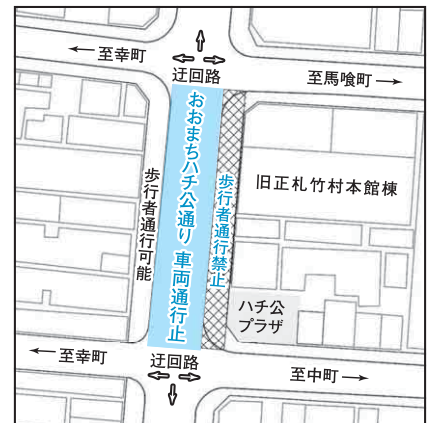 ←至幸町
迂回路
至馬喰町→
おおまちハチ公通り 車両通行止
歩行者通行禁止
歩行者通行可能
旧正札竹村本館棟
ハチ公
プラザ
←至幸町
迂回路
至中町→